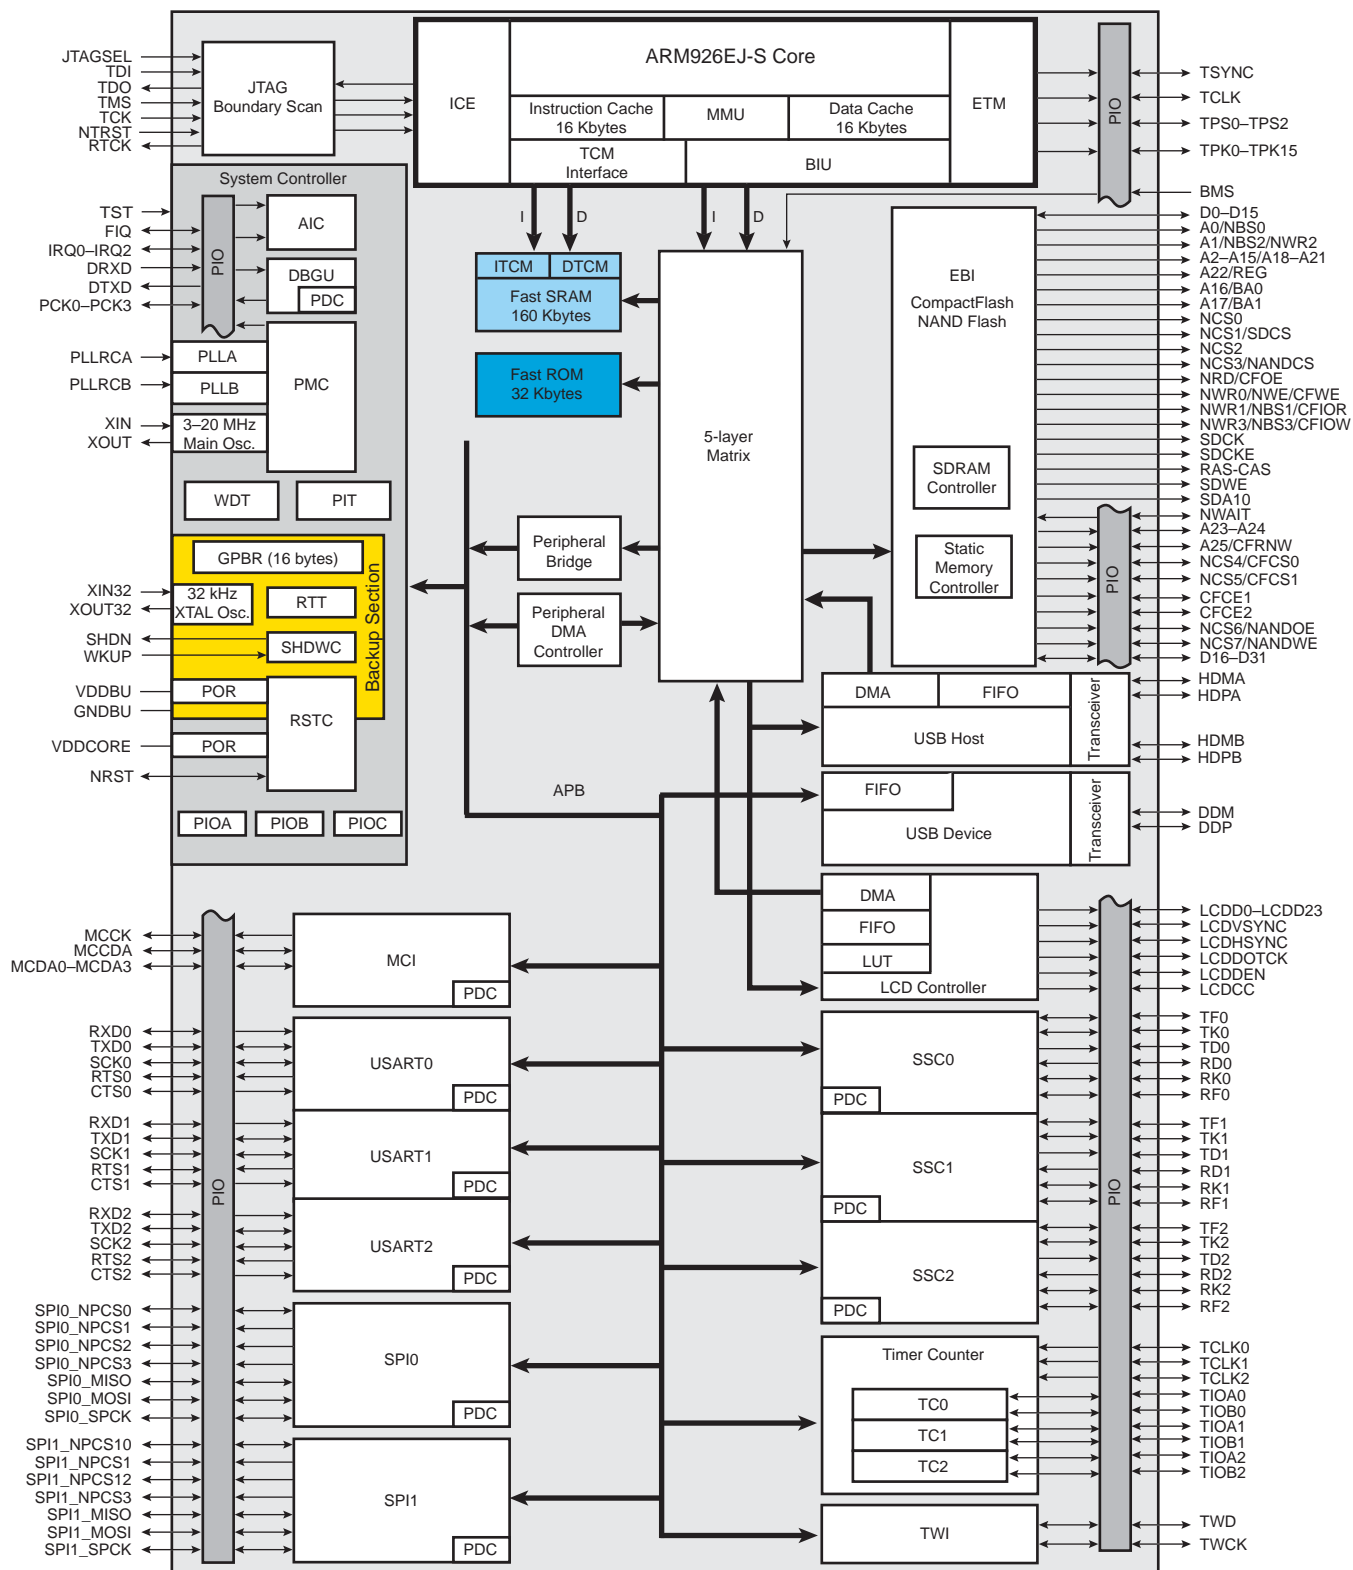 JTAGSEL
TDI
TDO
TMS
TCK
NTRST
RTCK
JTAG
Boundary Scan
ICE
ARM926EJ-S Core
Instruction Cache
16 Kbytes
MMU
Data Cache
16 Kbytes
TCM
Interface
BIU
ETM
PIO
TSYNC
TCLK
TPS0–TPS2
TPK0–TPK15
BMS
I
D
I
D
System Controller
TST
FIQ
IRQ0–IRQ2
DRXD
DTXD
PCK0–PCK3
PIO
AIC
DBGU
PDC
PLLRCA
PLLRCB
XIN
XOUT
PLLA
PLLB
3–20 MHz
Main Osc.
PMC
WDT
PIT
GPBR (16 bytes)
XIN32
XOUT32
32 kHz
XTAL Osc.
RTT
SHDN
WKUP
SHDWC
Backup Section
VDDBU
GNDBU
POR
RSTC
VDDCORE
POR
NRST
PIOA
PIOB
PIOC
ITCM
DTCM
Fast SRAM
160 Kbytes
Fast ROM
32 Kbytes
5-layer
Matrix
Peripheral
Bridge
Peripheral
DMA
Controller
APB
EBI
CompactFlash
NAND Flash
SDRAM
Controller
Static
Memory
Controller
D0–D15
A0/NBS0
A1/NBS2/NWR2
A2–A15/A18–A21
A22/REG
A16/BA0
A17/BA1
NCS0
NCS1/SDCS
NCS2
NCS3/NANDCS
NRD/CFOE
NWR0/NWE/CFWE
NWR1/NBS1/CFIOR
NWR3/NBS3/CFIOW
SDCK
SDCKE
RAS-CAS
SDWE
SDA10
PIO
NWAIT
A23–A24
A25/CFRNW
NCS4/CFCS0
NCS5/CFCS1
CFCE1
CFCE2
NCS6/NANDOE
NCS7/NANDWE
D16–D31
DMA
FIFO
USB Host
Transceiver
HDMA
HDPA
HDMB
HDPB
FIFO
USB Device
Transceiver
DDM
DDP
DMA
FIFO
LUT
LCD Controller
LCDD0–LCDD23
LCDVSYNC
LCDHSYNC
LCDDOTCK
LCDDEN
LCDCC
MCCK
MCCDA
MCDA0–MCDA3
MCI
PDC
RXD0
TXD0
SCK0
RTS0
CTS0
USART0
PDC
RXD1
TXD1
SCK1
RTS1
CTS1
PIO
USART1
PDC
RXD2
TXD2
SCK2
RTS2
CTS2
USART2
PDC
SPI0_NPCS0
SPI0_NPCS1
SPI0_NPCS2
SPI0_NPCS3
SPI0_MISO
SPI0_MOSI
SPI0_SPCK
SPI0
PDC
SPI1_NPCS10
SPI1_NPCS1
SPI1_NPCS12
SPI1_NPCS3
SPI1_MISO
SPI1_MOSI
SPI1_SPCK
SPI1
PDC
SSC0
PDC
TF0
TK0
TD0
RD0
RK0
RF0
SSC1
PDC
PIO
TF1
TK1
TD1
RD1
RK1
RF1
SSC2
PDC
TF2
TK2
TD2
RD2
RK2
RF2
Timer Counter
TC0
TC1
TC2
TCLK0
TCLK1
TCLK2
TIOA0
TIOB0
TIOA1
TIOB1
TIOA2
TIOB2
TWI
TWD
TWCK